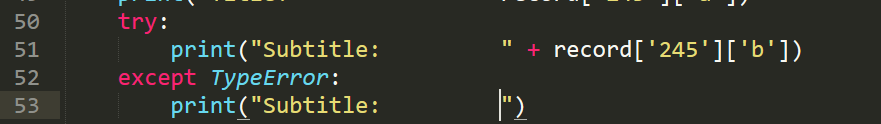 50 try:
51 print("Subtitle:          " + record['245']['b'])
52 except TypeError:
53 print("Subtitle:          ")